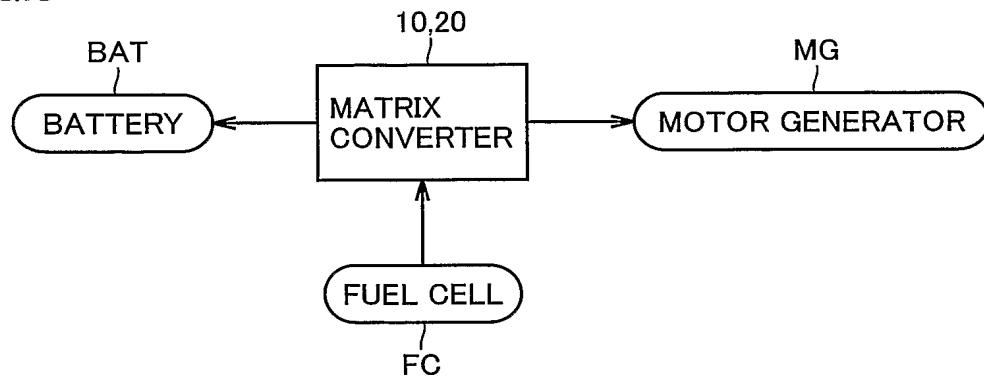 10,20
BAT
MG
BATTERY
MATRIX
CONVERTER
MOTOR GENERATOR
FUEL CELL
FC